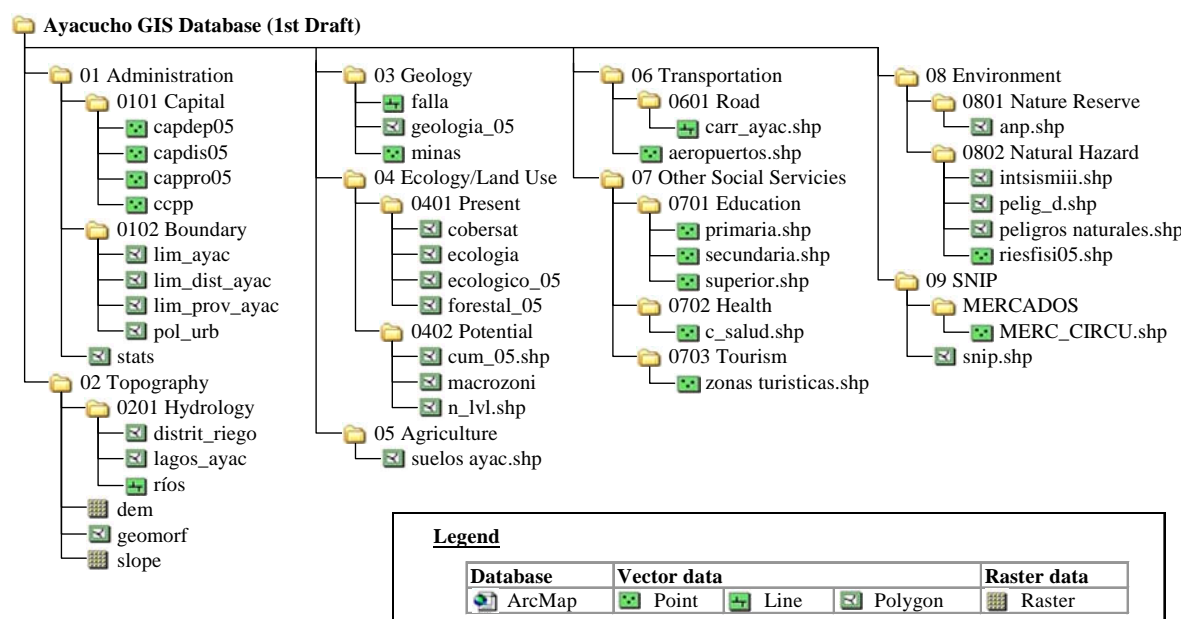 Ayacucho GIS Database (1st Draft)
01 Administration
0101 Capital
capdep05
capdis05
cappro05
ccpp
0102 Boundary
lim_ayac
lim_dist_ayac
lim_prov_ayac
pol_urb
stats
02 Topography
0201 Hydrology
distrit_riego
lagos_ayac
ríos
dem
geomorf
slope
03 Geology
falla
geologia_05
minas
04 Ecology/Land Use
0401 Present
cobersat
ecologia
ecologico_05
forestal_05
0402 Potential
cum_05.shp
macrozoni
n_lvl.shp
05 Agriculture
suelos ayac.shp
06 Transportation
0601 Road
carr_ayac.shp
aeropuertos.shp
07 Other Social Servicies
0701 Education
primaria.shp
secundaria.shp
superior.shp
0702 Health
c_salud.shp
0703 Tourism
zonas turisticas.shp
08 Environment
0801 Nature Reserve
anp.shp
0802 Natural Hazard
intsismiii.shp
pelig_d.shp
peligros naturales.shp
riesfisi05.shp
09 SNIP
MERCADOS
MERC_CIRCU.shp
snip.shp
Legend
Database Vector data Raster data
ArcMap Point Line Polygon Raster